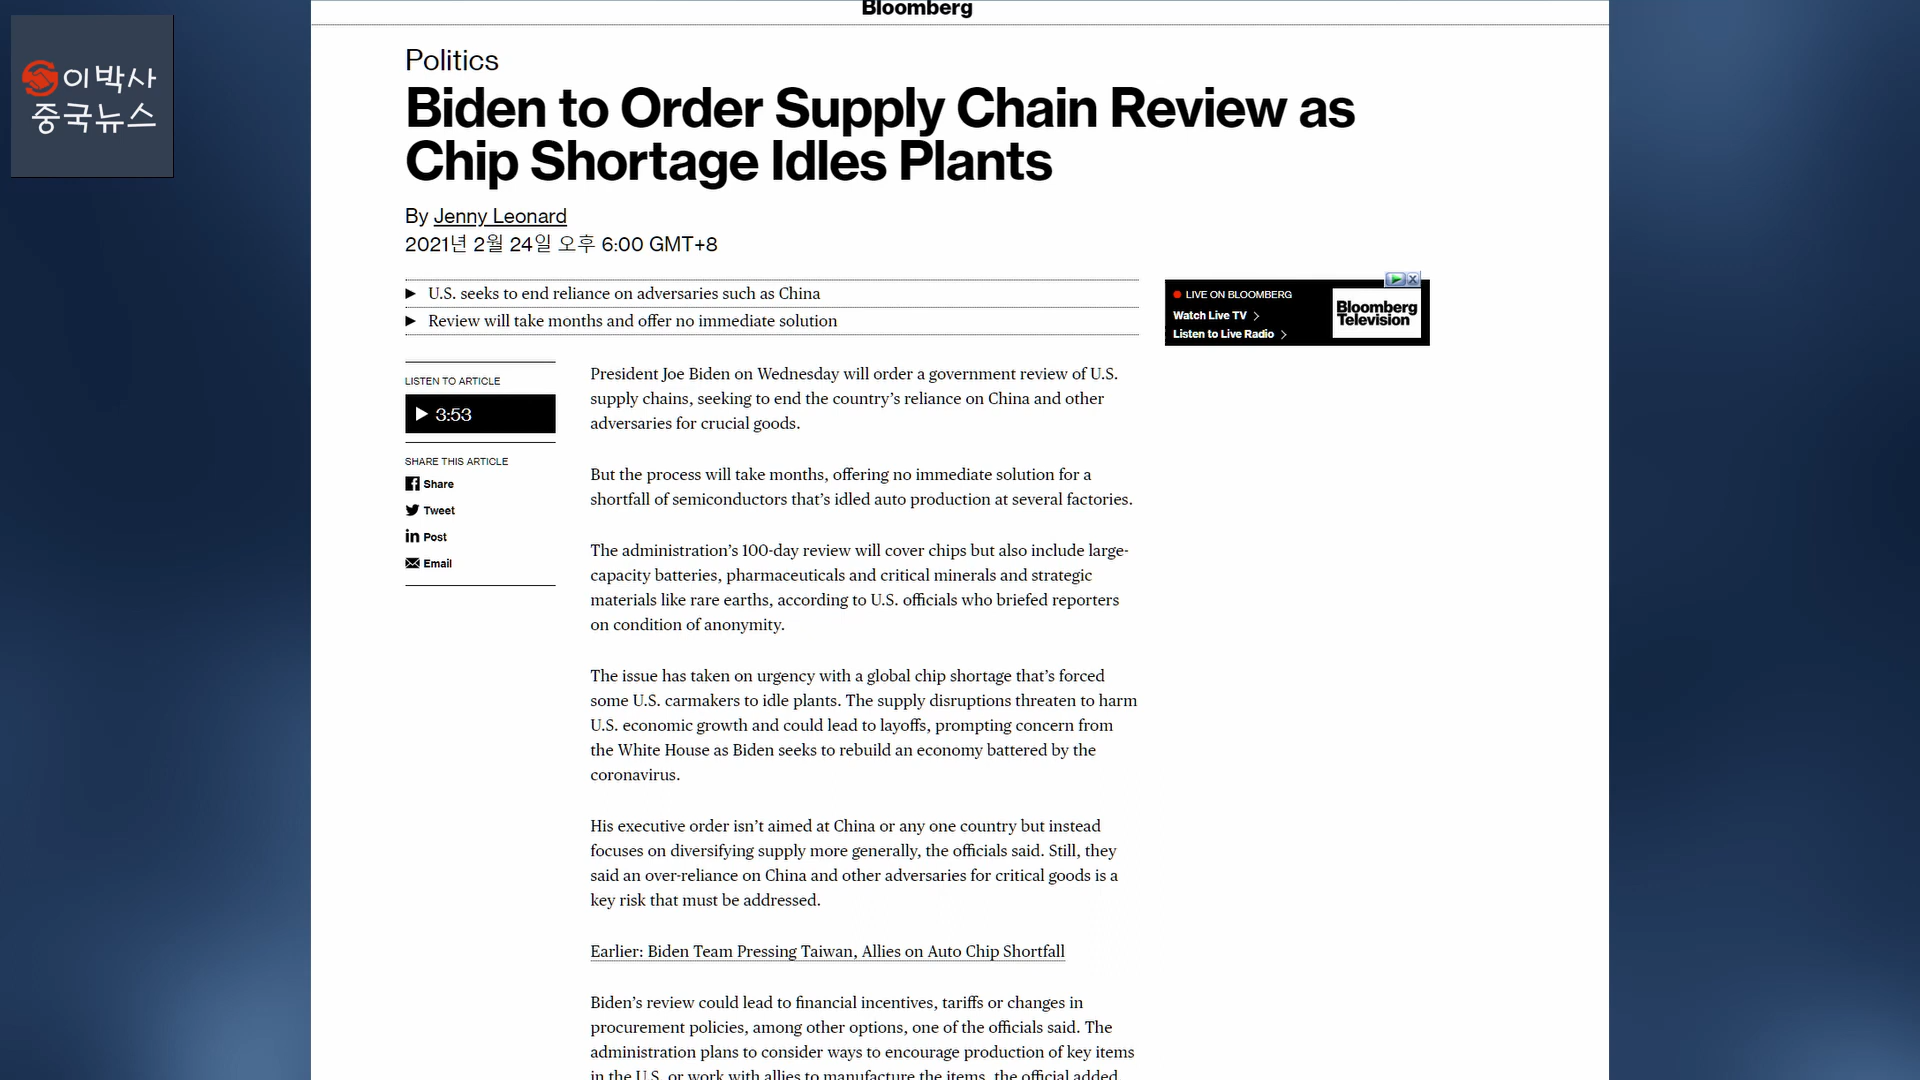 이박사
중국뉴스
Bloomberg
Politics
Biden to Order Supply Chain Review as
Chip Shortage Idles Plants
By Jenny Leonard
2021년 2월 24일 오후 6:00 GMT+8
U.S. seeks to end reliance on adversaries such as China
Review will take months and offer no immediate solution
LIVE ON BLOOMBERG
Watch Live TV
Listen to Live Radio
Bloomberg
Television
LISTEN TO ARTICLE
3:53
SHARE THIS ARTICLE
Share
Tweet
Post
Email
President Joe Biden on Wednesday will order a government review of U.S.
supply chains, seeking to end the country’s reliance on China and other
adversaries for crucial goods.
But the process will take months, offering no immediate solution for a
shortfall of semiconductors that’s idled auto production at several factories.
The administration’s 100-day review will cover chips but also include large-
capacity batteries, pharmaceuticals and critical minerals and strategic
materials like rare earths, according to U.S. officials who briefed reporters
on condition of anonymity.
The issue has taken on urgency with a global chip shortage that’s forced
some U.S. carmakers to idle plants. The supply disruptions threaten to harm
U.S. economic growth and could lead to layoffs, prompting concern from
the White House as Biden seeks to rebuild an economy battered by the
coronavirus.
His executive order isn’t aimed at China or any one country but instead
focuses on diversifying supply more generally, the officials said. Still, they
said an over-reliance on China and other adversaries for critical goods is a
key risk that must be addressed.
Earlier: Biden Team Pressing Taiwan, Allies on Auto Chip Shortfall
Biden’s review could lead to financial incentives, tariffs or changes in
procurement policies, among other options, one of the officials said. The
administration plans to consider ways to encourage production of key items
in the U.S. or work with allies to manufacture the items, the official added.